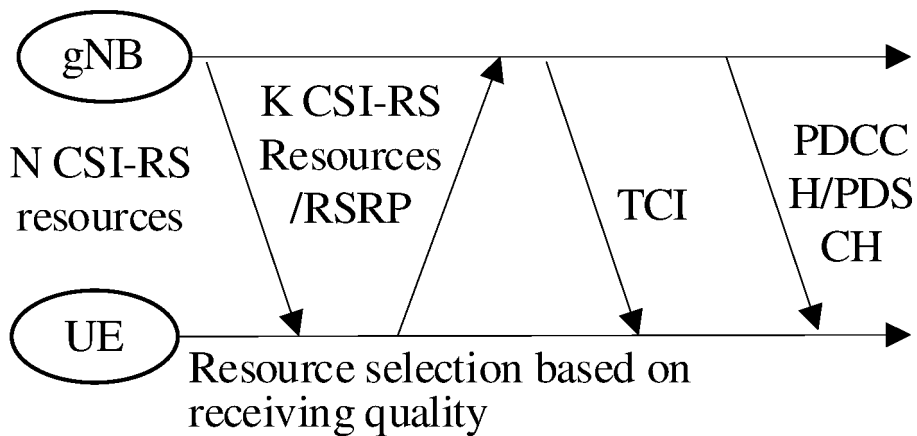 gNB
N CSI-RS
resources
K CSI-RS
Resources
/RSRP
TCI
PDCC
H/PDS
CH
UE
Resource selection based on
receiving quality